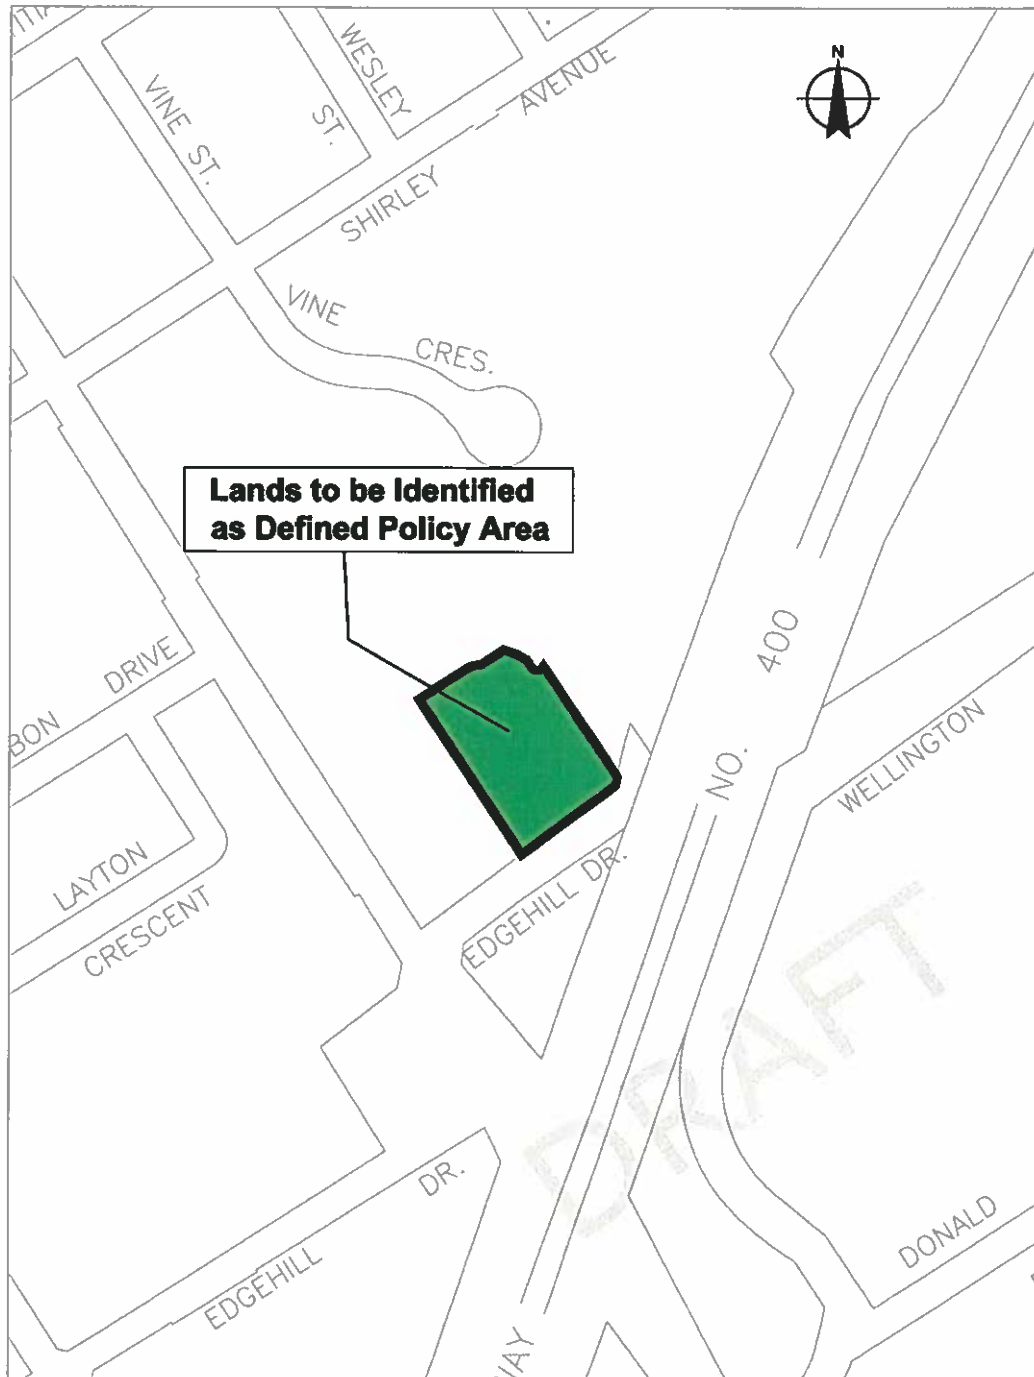 WESLEY
N
AVENUE
VINE ST.
ST.
SHIRLEY
VINE
CRES.
Lands to be Identified
as Defined Policy Area
400
DRIVE
BON
NO.
WELLINGTON
LAYTON
CRESCENT
EDGEHILL DR.
DRAFT
DR.
EDGEHILL
DONALD